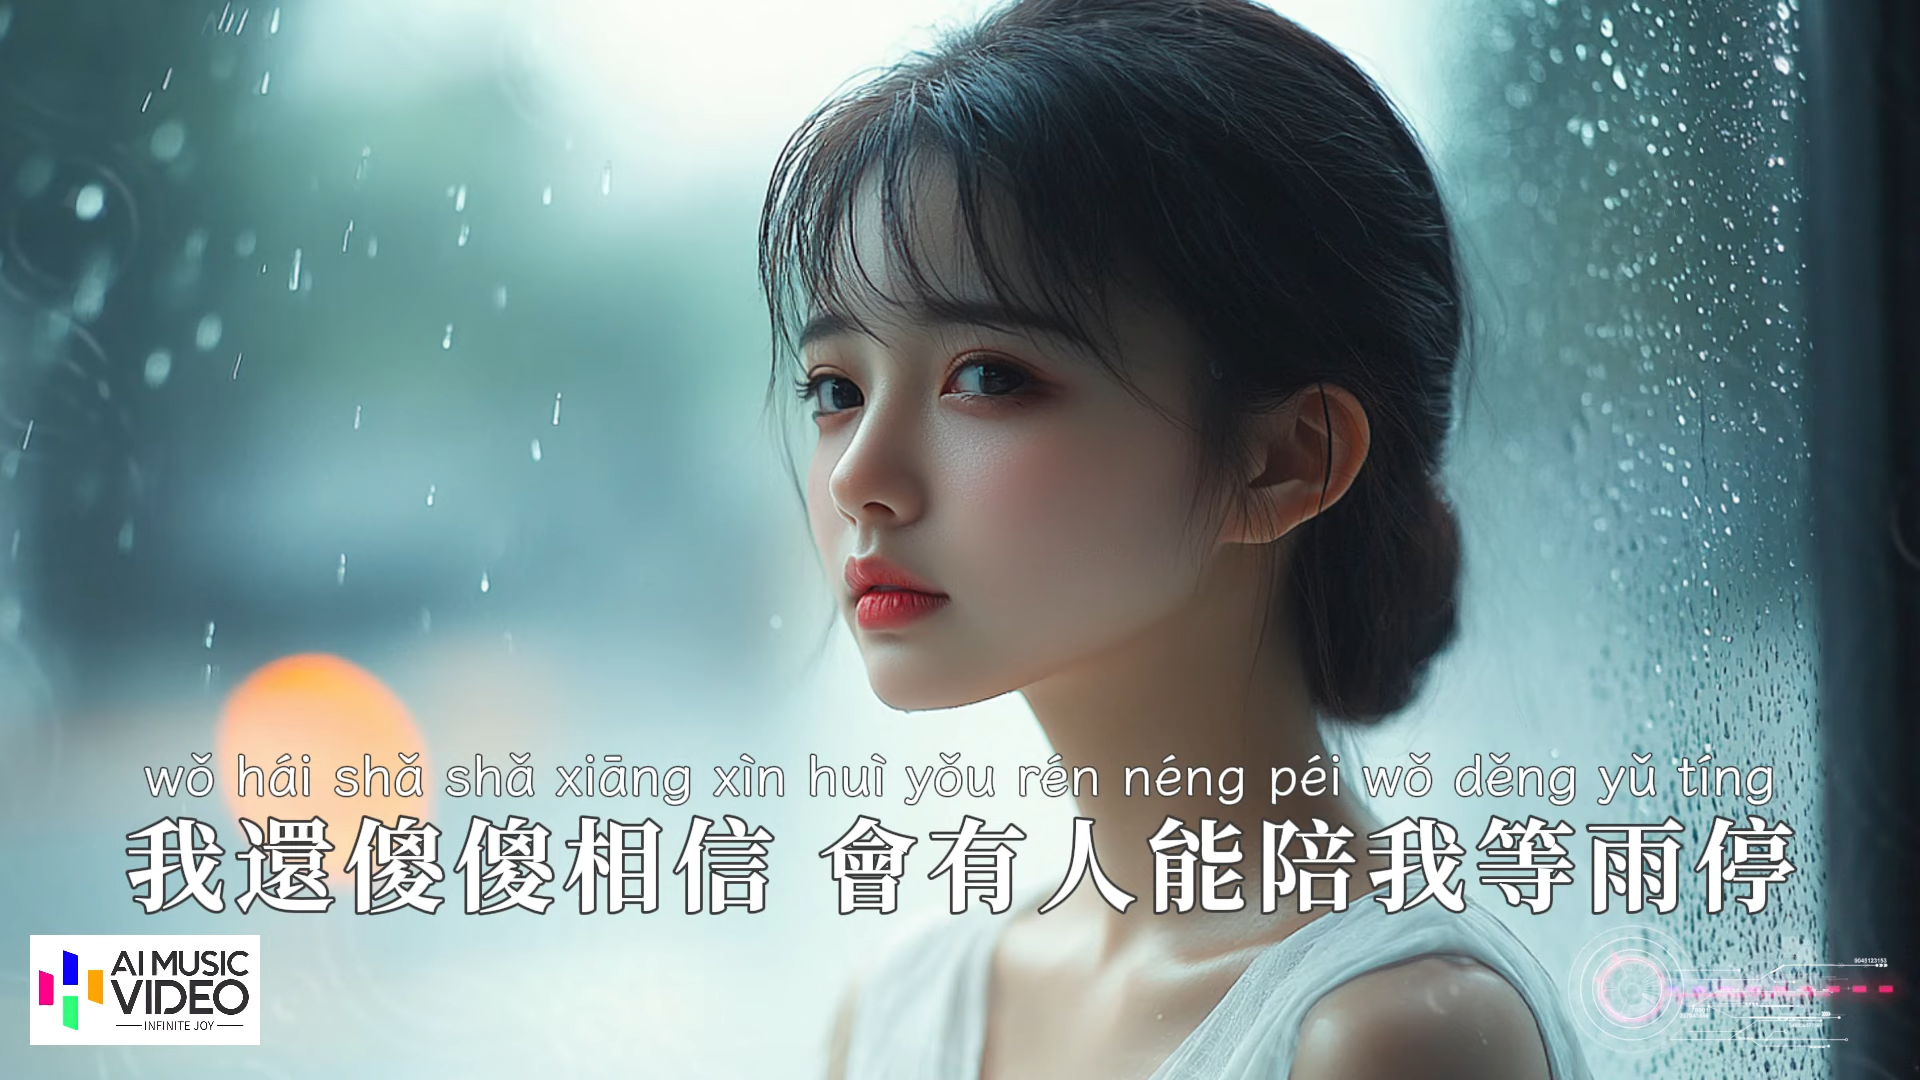 wǒ hái shǎ shǎ xiāng xìn huì yǒu rén néng péi wǒ děng yǔ tíng
我還傻傻相信 會有人能陪我等雨停
AI MUSIC
VIDEO
INFINITE JOY
9045123153